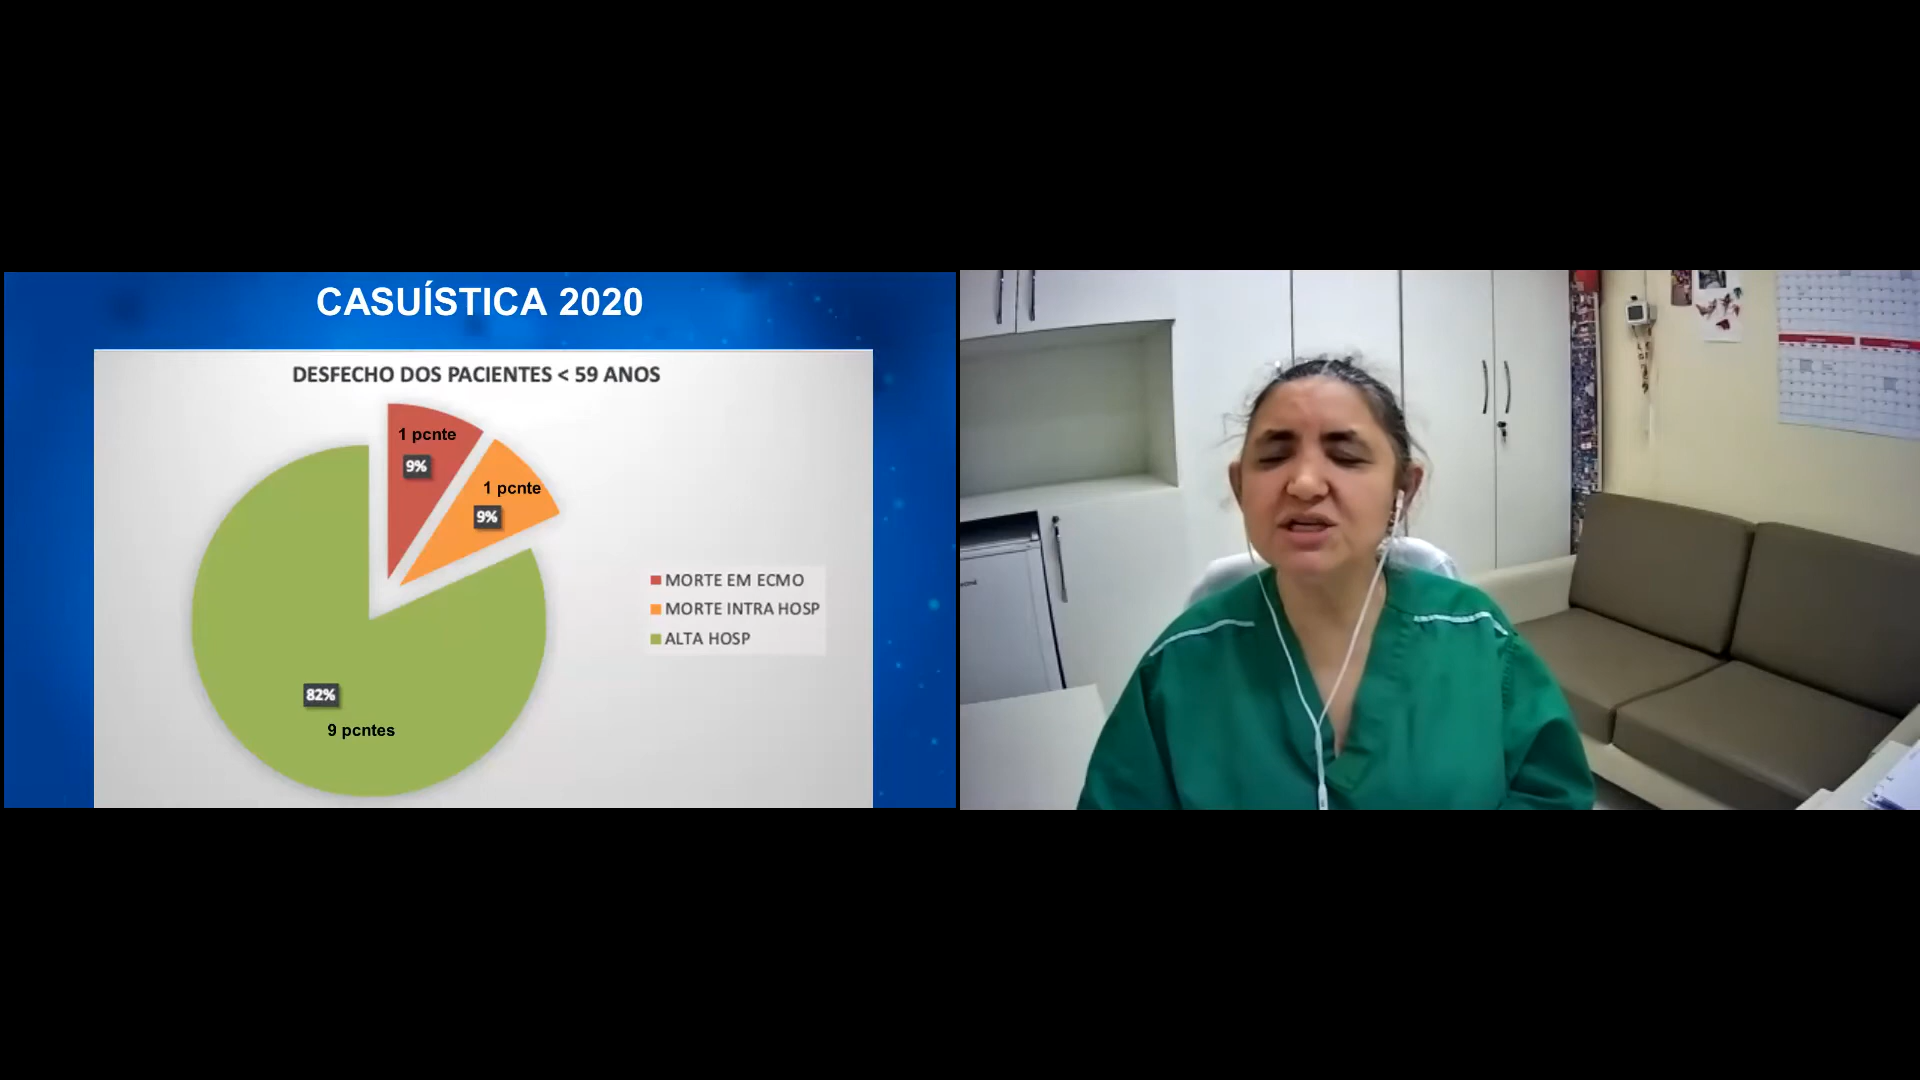 CASUÍSTICA 2020
DESFECHO DOS PACIENTES < 59 ANOS
1 pcnte
9%
1 pcnte
9%
MORTE EM ECMO
MORTE INTRA HOSP
ALTA HOSP
82%
9 pcntes